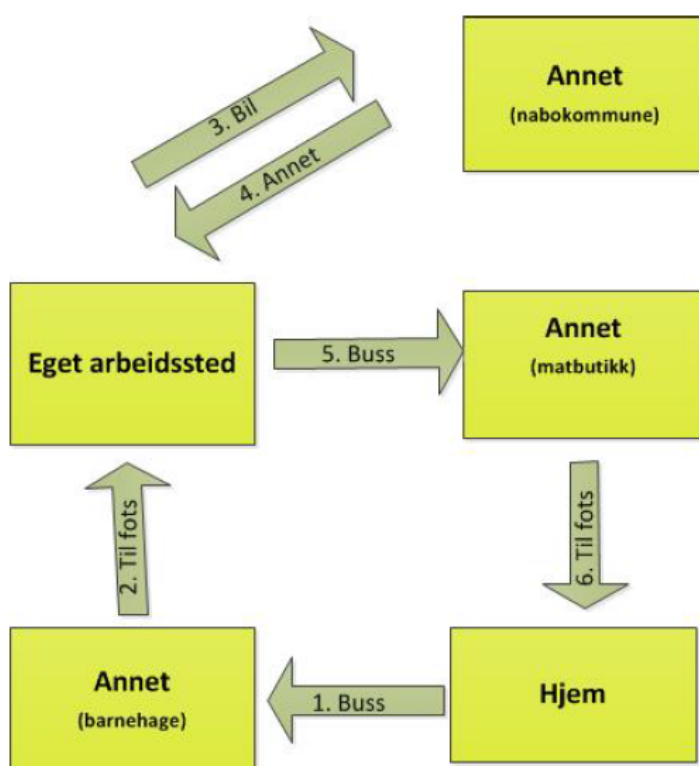 Annet
(nabokommune)
3. Bil
4. Annet
Eget arbeidssted
5. Buss
Annet
(matbutikk)
2. Til fots
6. Til fots
Annet
(barnehage)
1. Buss
Hjem